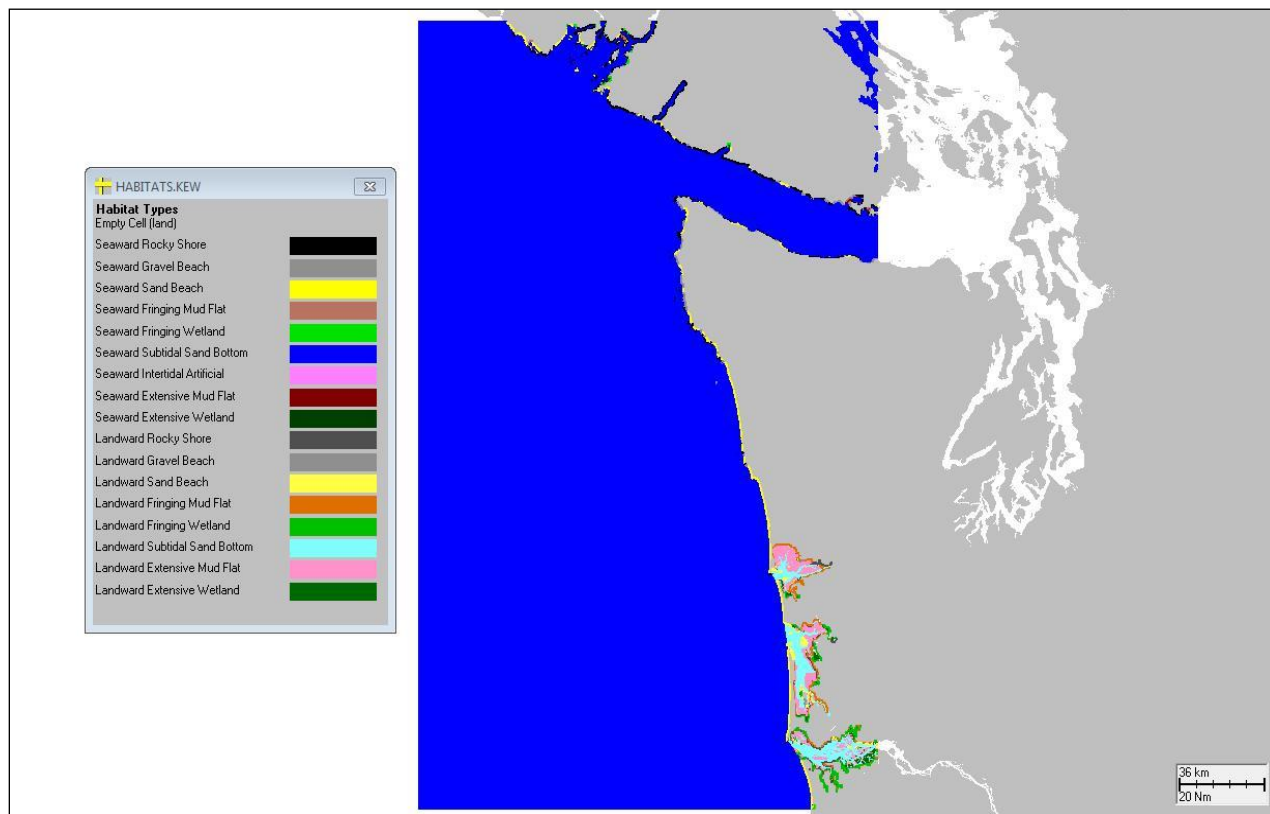 HABITATS.KEW
Habitat Types
Empty Cell (land)
Seaward Rocky Shore
Seaward Gravel Beach
Seaward Sand Beach
Seaward Fringing Mud Flat
Seaward Fringing Wetland
Seaward Subtidal Sand Bottom
Seaward Intertidal Artificial
Seaward Extensive Mud Flat
Seaward Extensive Wetland
Landward Rocky Shore
Landward Gravel Beach
Landward Sand Beach
Landward Fringing Mud Flat
Landward Fringing Wetland
Landward Subtidal Sand Bottom
Landward Extensive Mud Flat
Landward Extensive Wetland
36 km
20 Nm